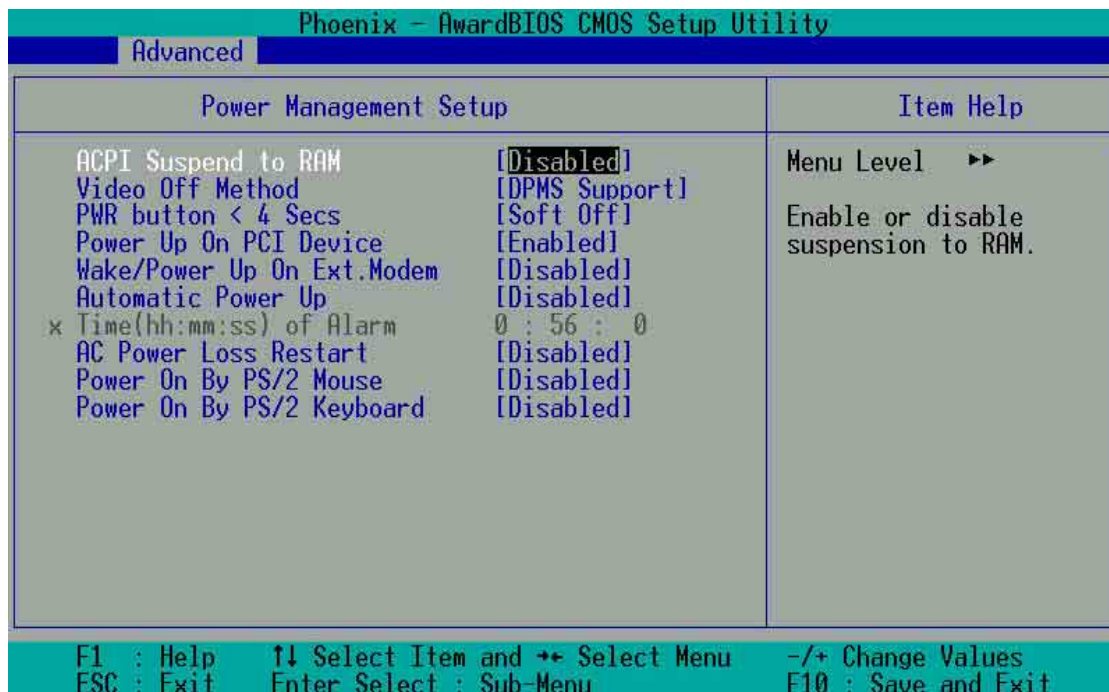 Phoenix - AwardBIOS CMOS Setup Utility
Advanced
Power Management Setup
Item Help
ACPI Suspend to RAM [Disabled]
Video Off Method [DPMS Support]
PWR button < 4 Secs [Soft Off]
Power Up On PCI Device [Enabled]
Wake/Power Up On Ext.Modem [Disabled]
Automatic Power Up [Disabled]
x Time(hh:mm:ss) of Alarm 0 : 56 : 0
AC Power Loss Restart [Disabled]
Power On By PS/2 Mouse [Disabled]
Power On By PS/2 Keyboard [Disabled]
Menu Level ►►
Enable or disable
suspension to RAM.
F1 : Help ↑↓ Select Item and →← Select Menu -/+ Change Values
ESC : Exit Enter Select : Sub-Menu F10 : Save and Exit